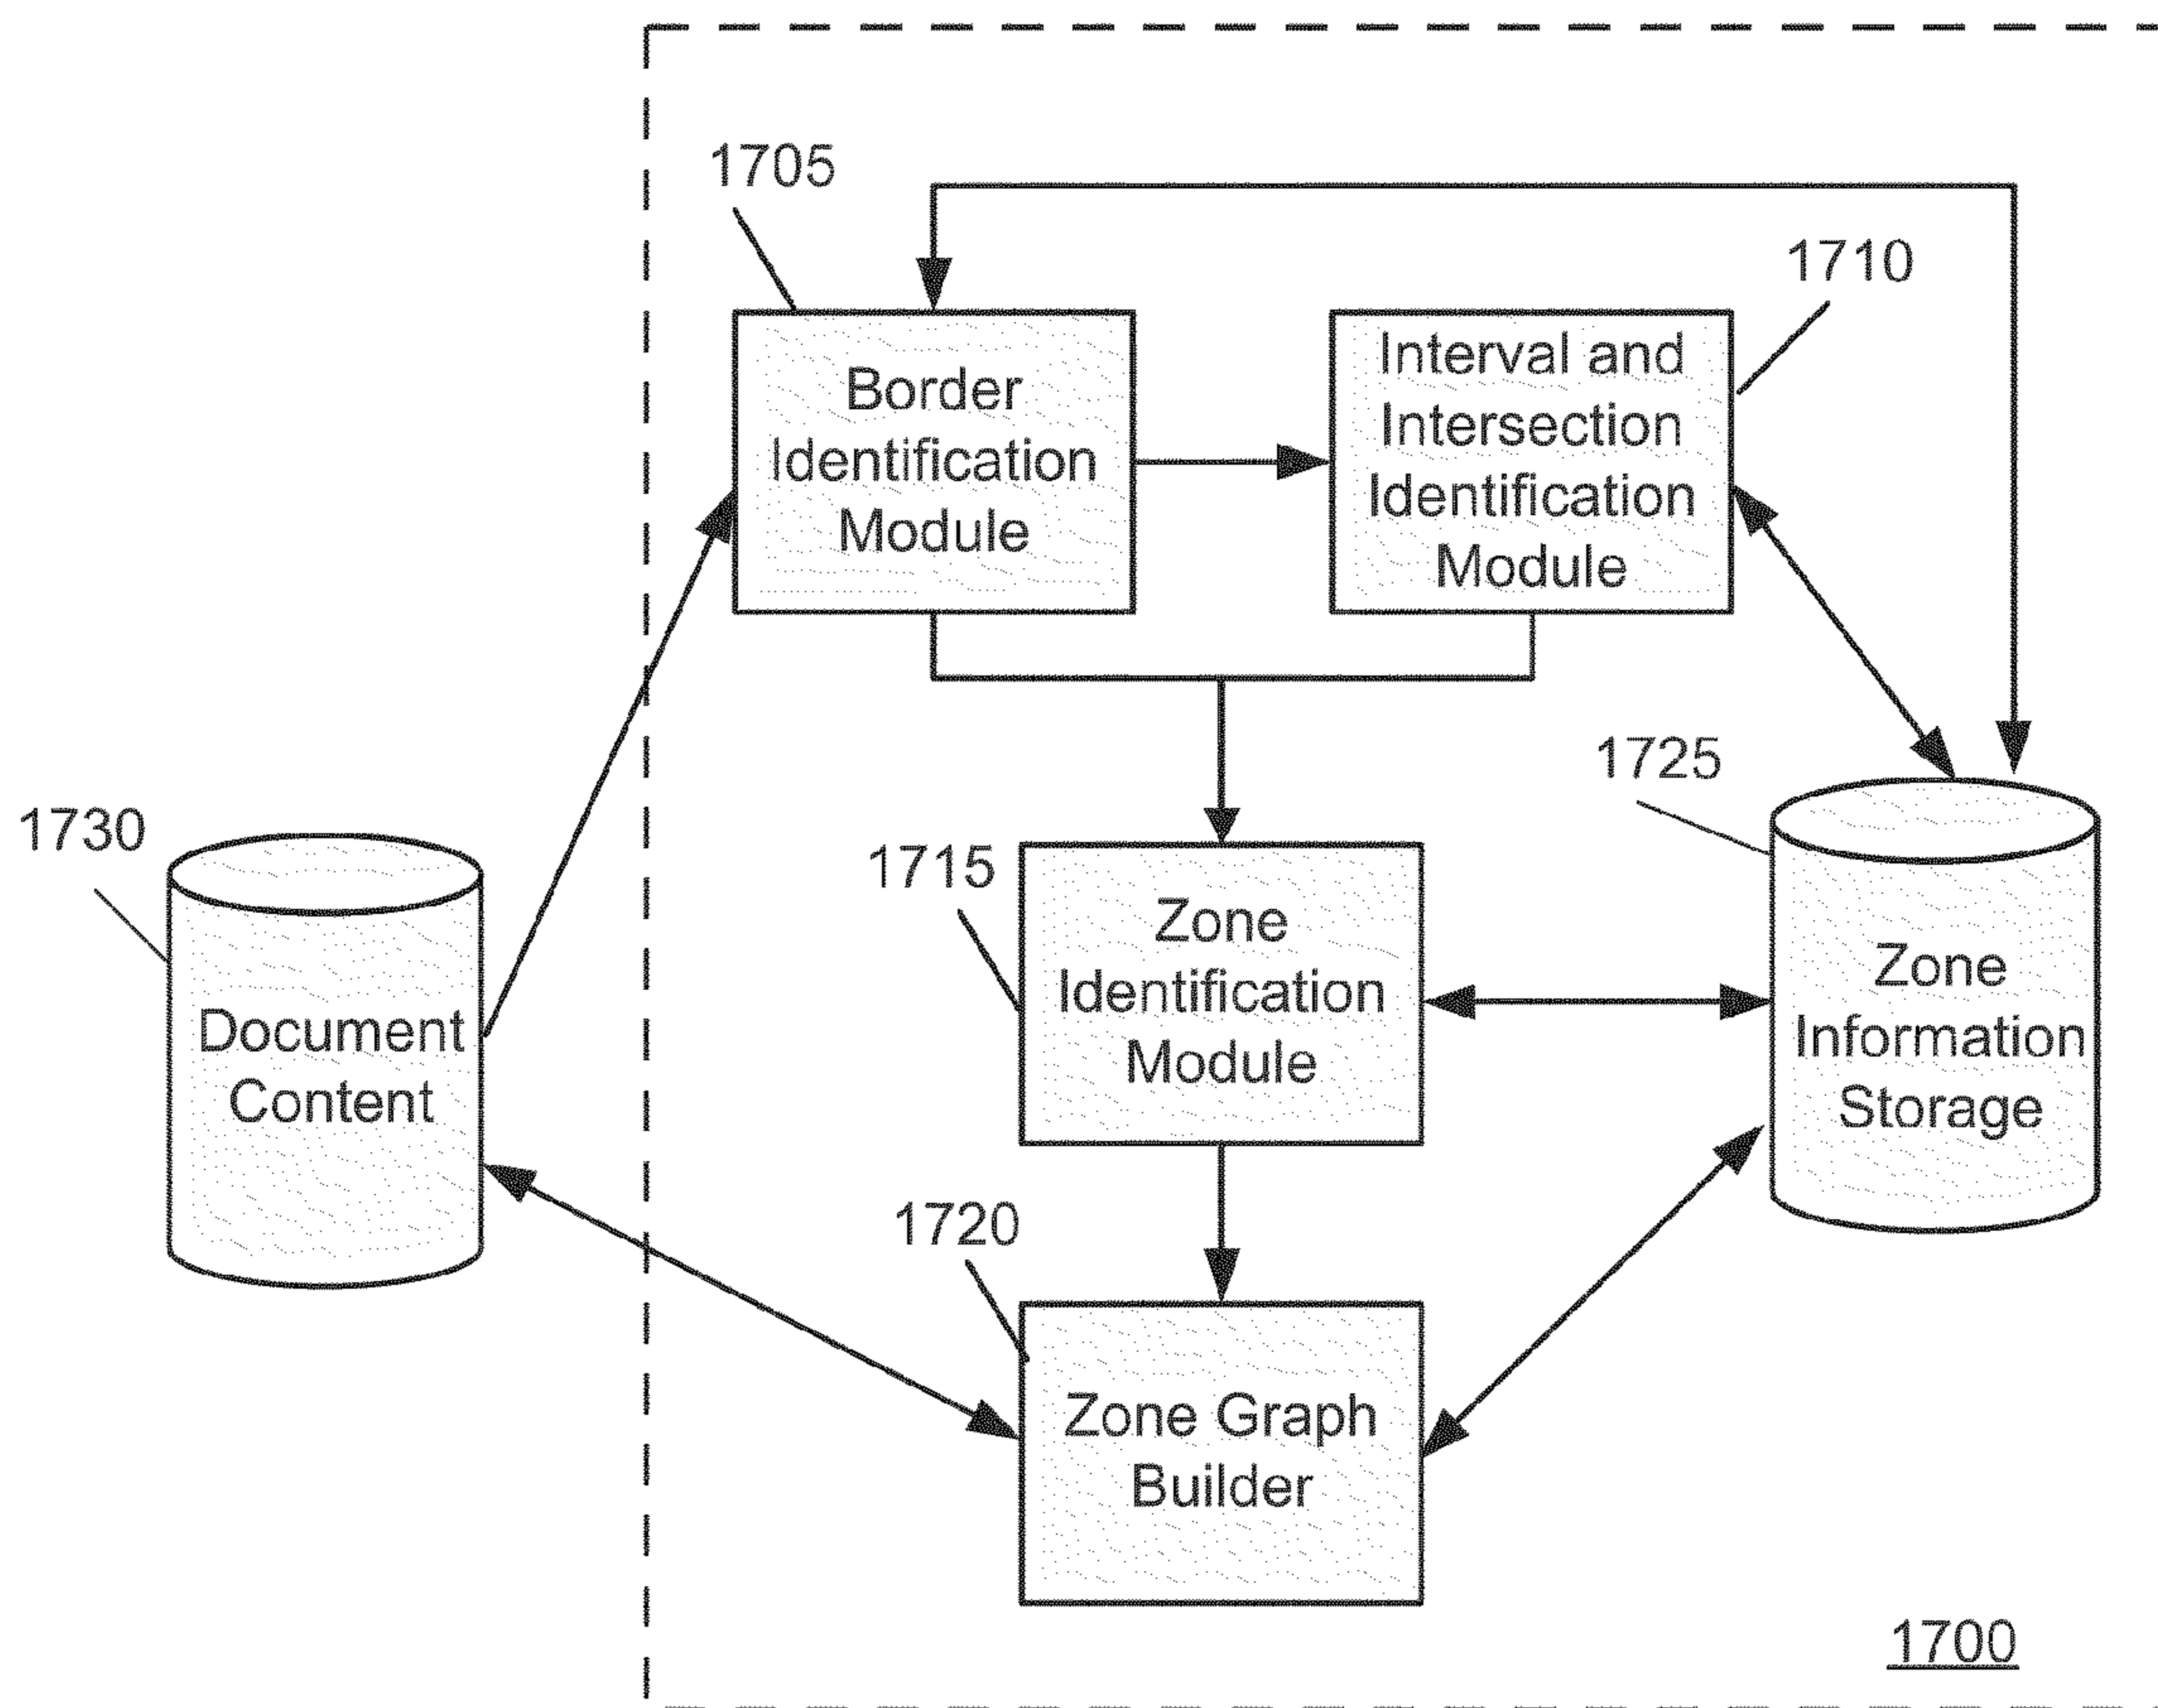 1705
1710
Border
Identification
Module
Interval and
Intersection
Identification
Module
1725
1730
1715
Document
Content
Zone
Identification
Module
Zone
Information
Storage
1720
Zone Graph
Builder
1700